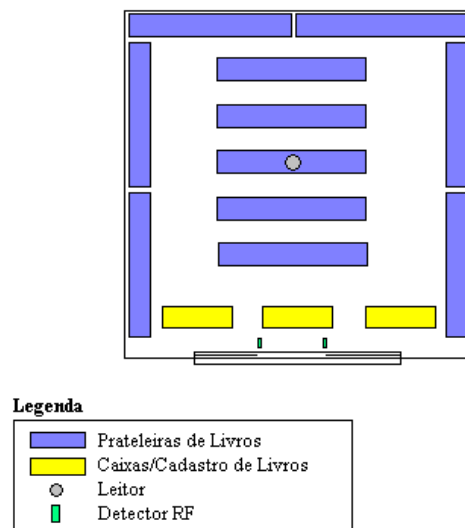 Legenda
Prateleiras de Livros
Caixas/Cadastro de Livros
Leitor
Detector RF